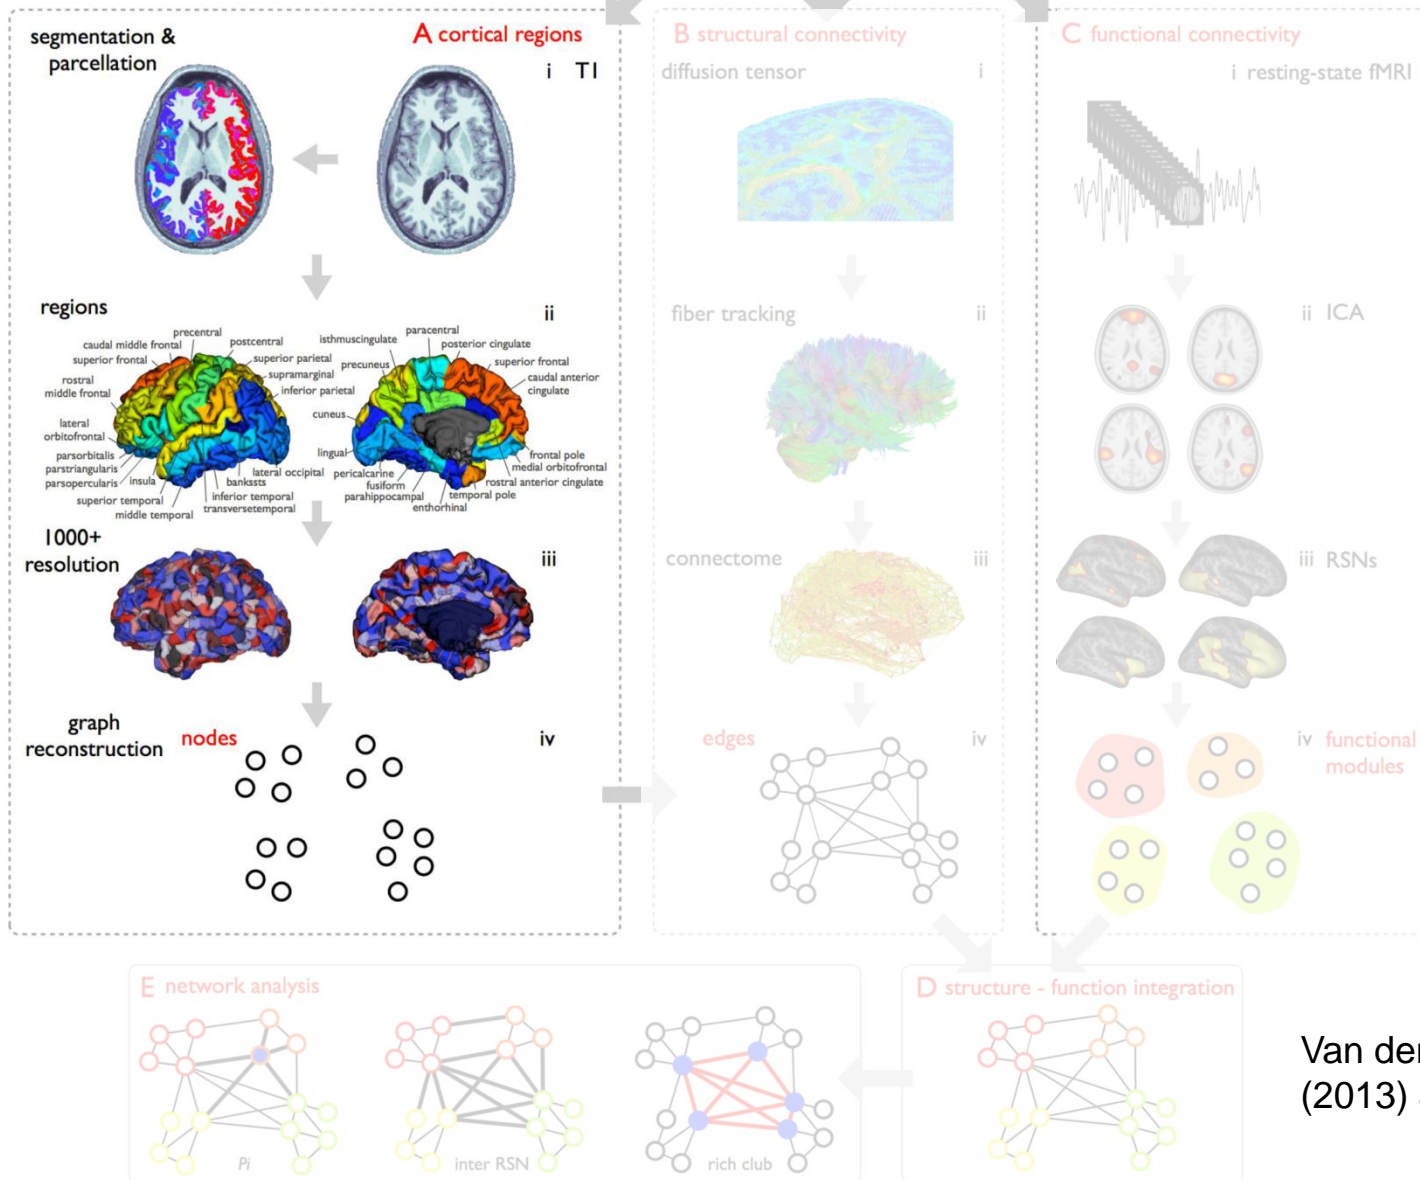 segmentation &
parcellation
A cortical regions
i T1
regions
ii
precentral
caudal middle frontal
postcentral
superior frontal
superior parietal
rostral
middle frontal
supramarginal
inferior parietal
lateral
orbitofrontal
parsorbitalis
parstriangularis
parsopercularis
insula
superior temporal
middle temporal
bankssts
inferior temporal
transversetemporal
lateral occipital
paracentral
isthmuscingulate
posterior cingulate
precuneus
superior frontal
caudal anterior
cingulate
cuneus
lingual
pericalcarine
fusiform
parahippocampal
enthorhinal
temporal pole
rostral anterior cingulate
medial orbitofrontal
frontal pole
1000+
resolution
iii
graph
reconstruction
nodes
iv
B structural connectivity
diffusion tensor
i
fiber tracking
ii
connectome
iii
edges
iv
C functional connectivity
i resting-state fMRI
ii ICA
iii RSNs
iv functional
modules
E network analysis
Pi
inter RSN
rich club
D structure - function integration
Van der
(2013)